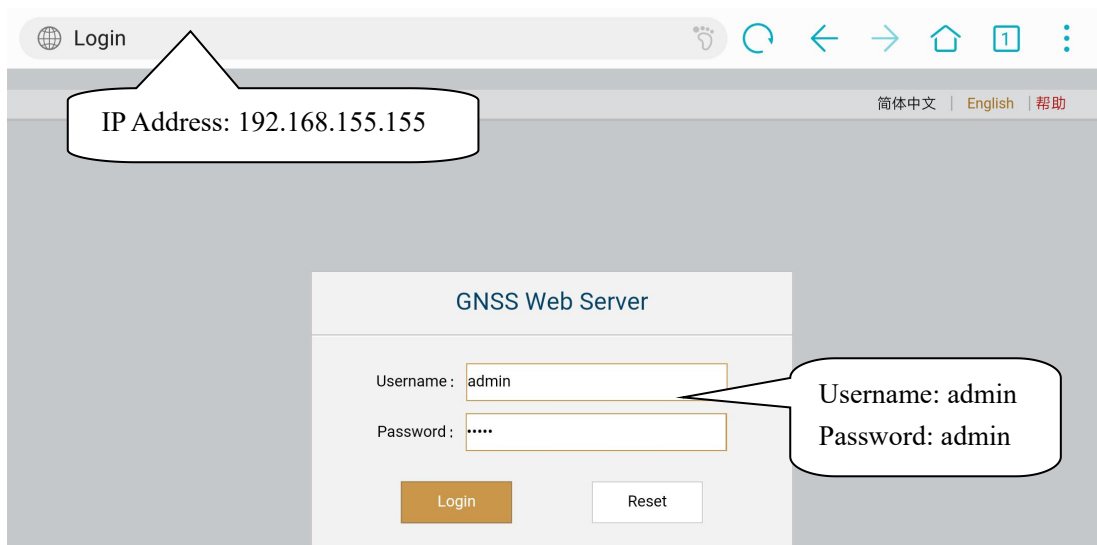 Login
1
IP Address: 192.168.155.155
简体中文 | English | 帮助
GNSS Web Server
Username: admin
Password: •••••
Username: admin
Password: admin
Login Reset